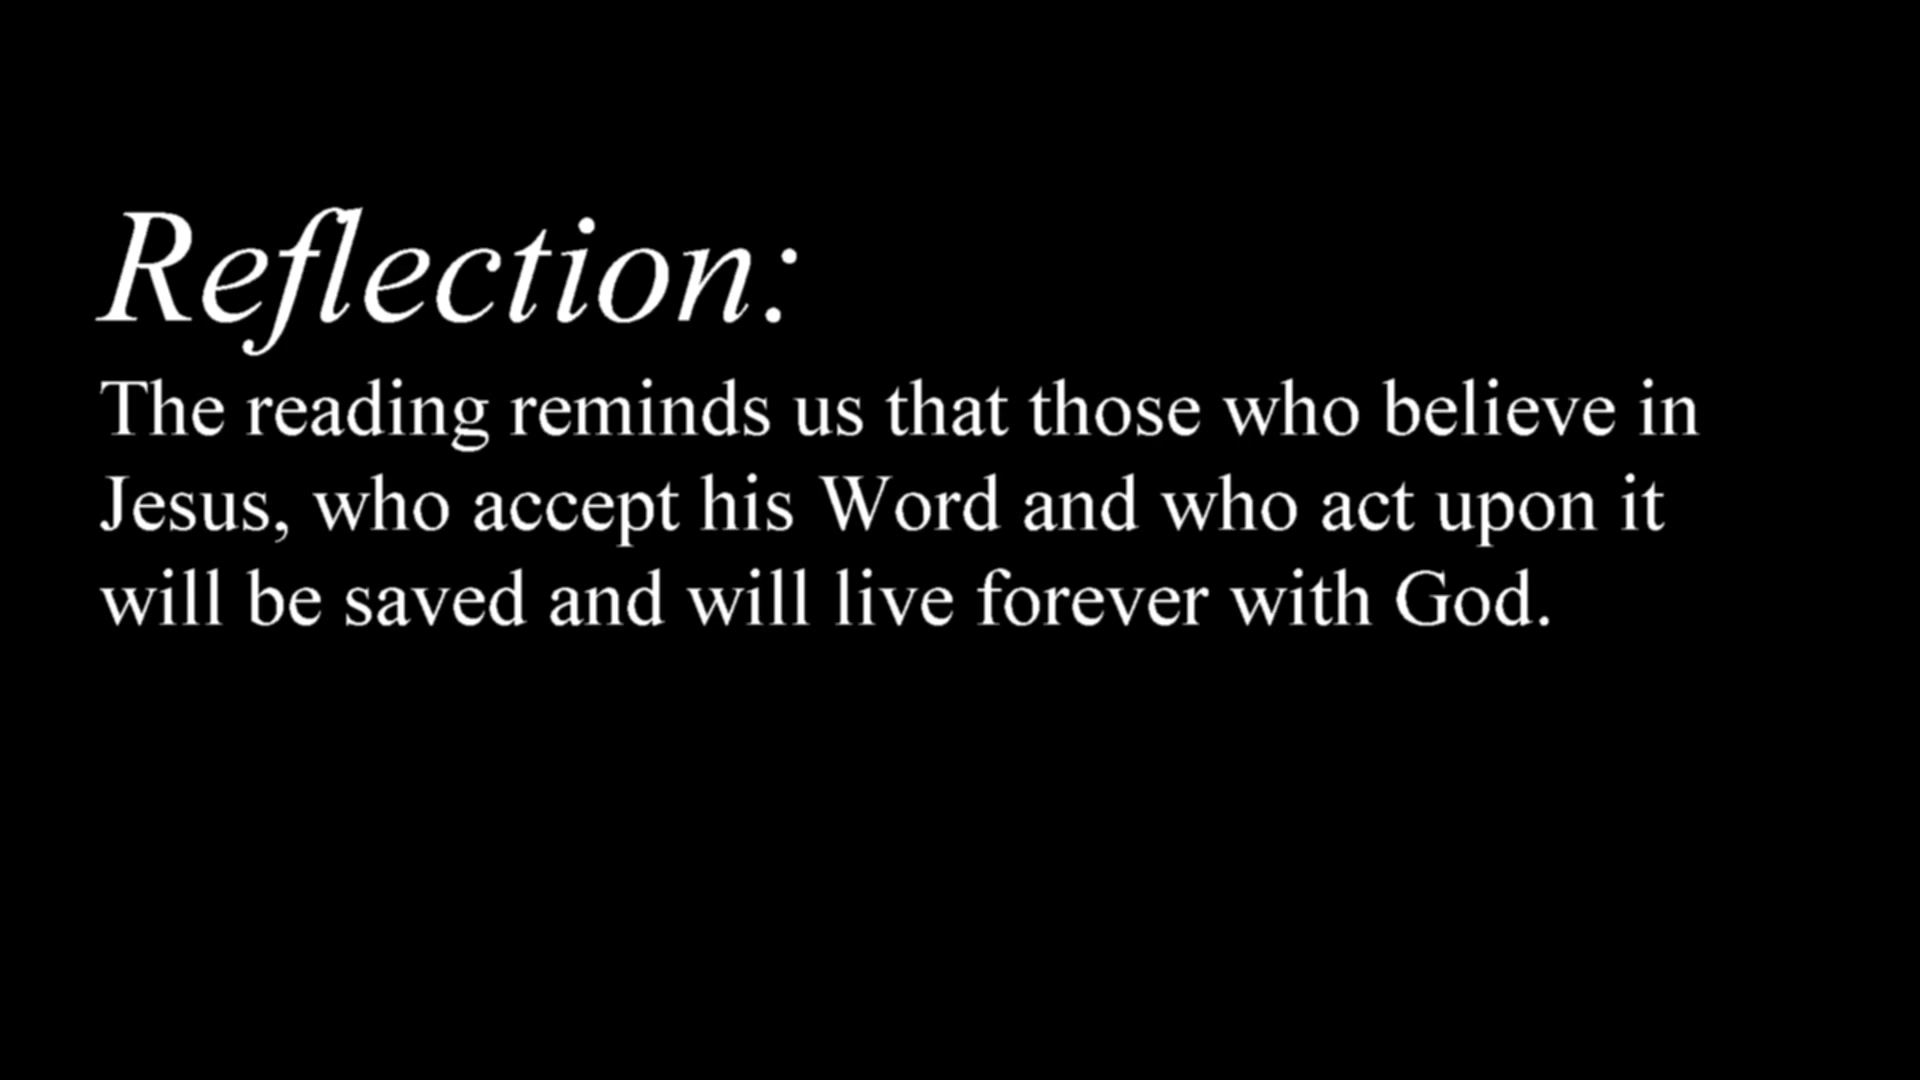 Reflection:
The reading reminds us that those who believe in
Jesus, who accept his Word and who act upon it
will be saved and will live forever with God.